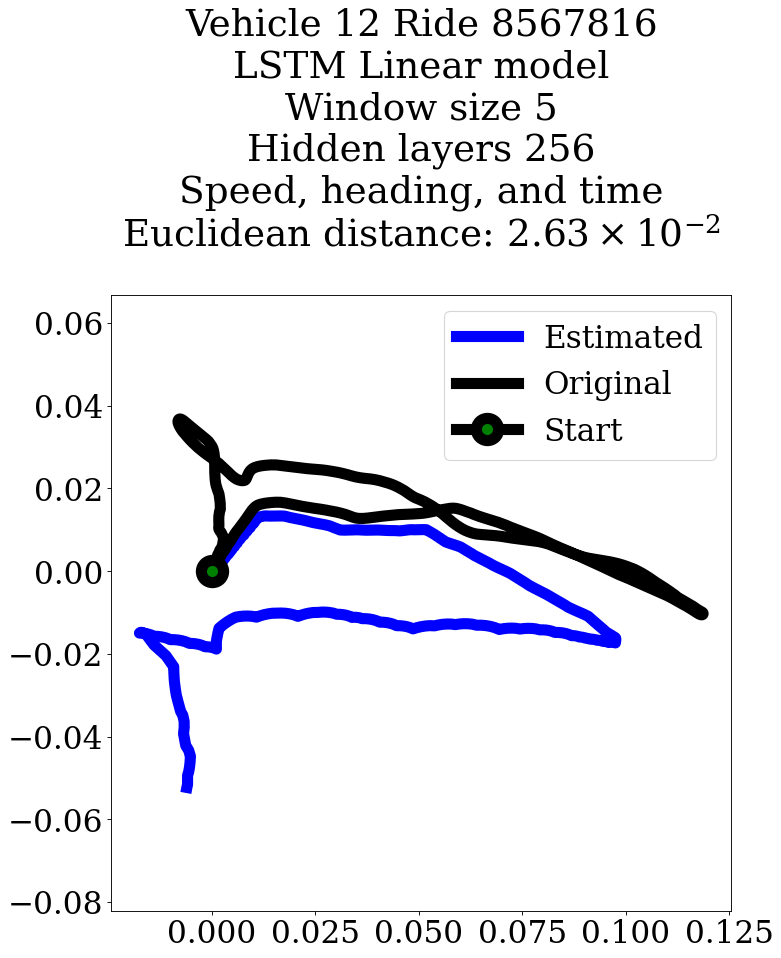 Vehicle 12 Ride 8567816
LSTM Linear model
Window size 5
Hidden layers 256
Speed, heading, and time
Euclidean distance: 2.63 × 10⁻²
Estimated
Original
Start
0.06
0.04
0.02
0.00
−0.02
−0.04
−0.06
−0.08
0.000 0.025 0.050 0.075 0.100 0.125